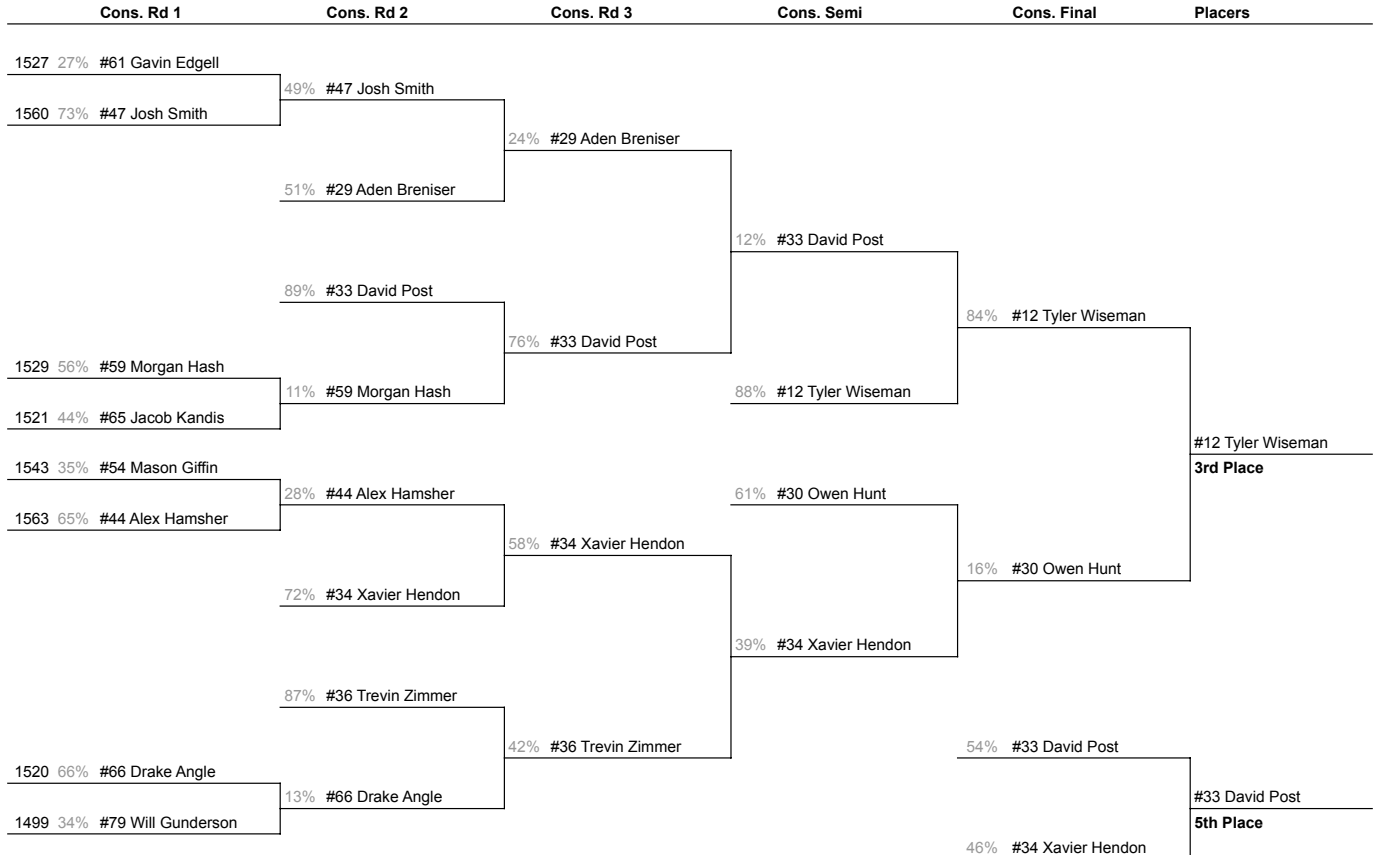 Cons. Rd 1 Cons. Rd 2 Cons. Rd 3 Cons. Semi Cons. Final Placers
1527 27% #61 Gavin Edgell
49% #47 Josh Smith
1560 73% #47 Josh Smith
24% #29 Aden Breniser
51% #29 Aden Breniser
12% #33 David Post
89% #33 David Post
84% #12 Tyler Wiseman
76% #33 David Post
1529 56% #59 Morgan Hash
11% #59 Morgan Hash 88% #12 Tyler Wiseman
1521 44% #65 Jacob Kandis
#12 Tyler Wiseman
1543 35% #54 Mason Giffin 3rd Place
28% #44 Alex Hamsher 61% #30 Owen Hunt
1563 65% #44 Alex Hamsher
58% #34 Xavier Hendon
16% #30 Owen Hunt
72% #34 Xavier Hendon
39% #34 Xavier Hendon
87% #36 Trevin Zimmer
42% #36 Trevin Zimmer 54% #33 David Post
1520 66% #66 Drake Angle
13% #66 Drake Angle #33 David Post
1499 34% #79 Will Gunderson 5th Place
46% #34 Xavier Hendon